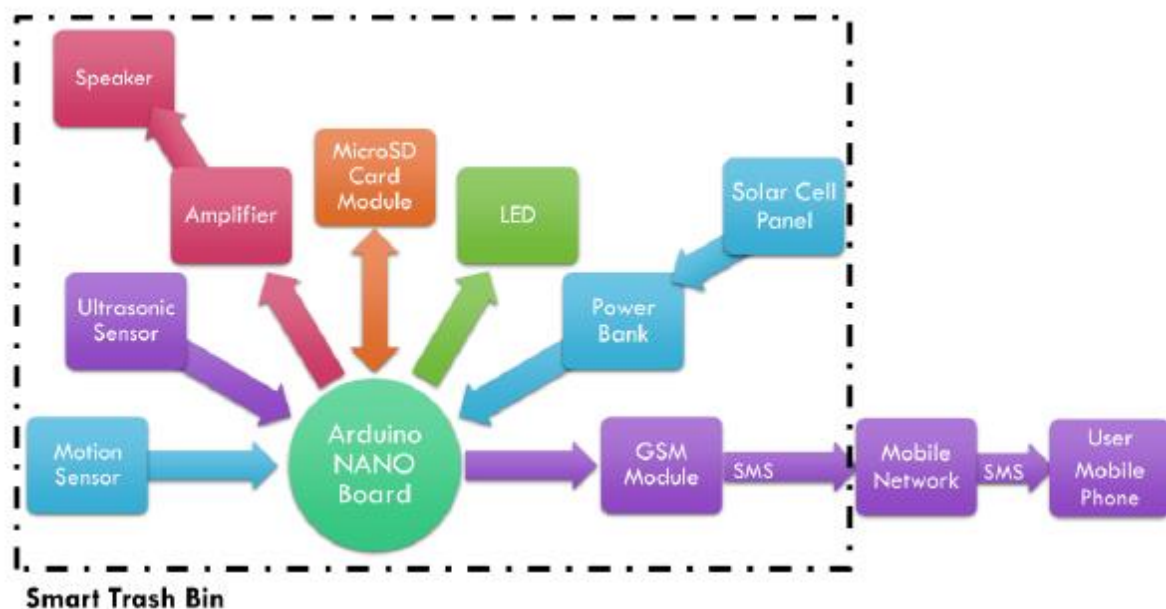 Speaker
MicroSD
Card
Module
Amplifier
LED
Solar Cell
Panel
Ultrasonic
Sensor
Power
Bank
Motion
Sensor
Arduino
NANO
Board
GSM
Module
SMS
Mobile
Network
SMS
User
Mobile
Phone
Smart Trash Bin